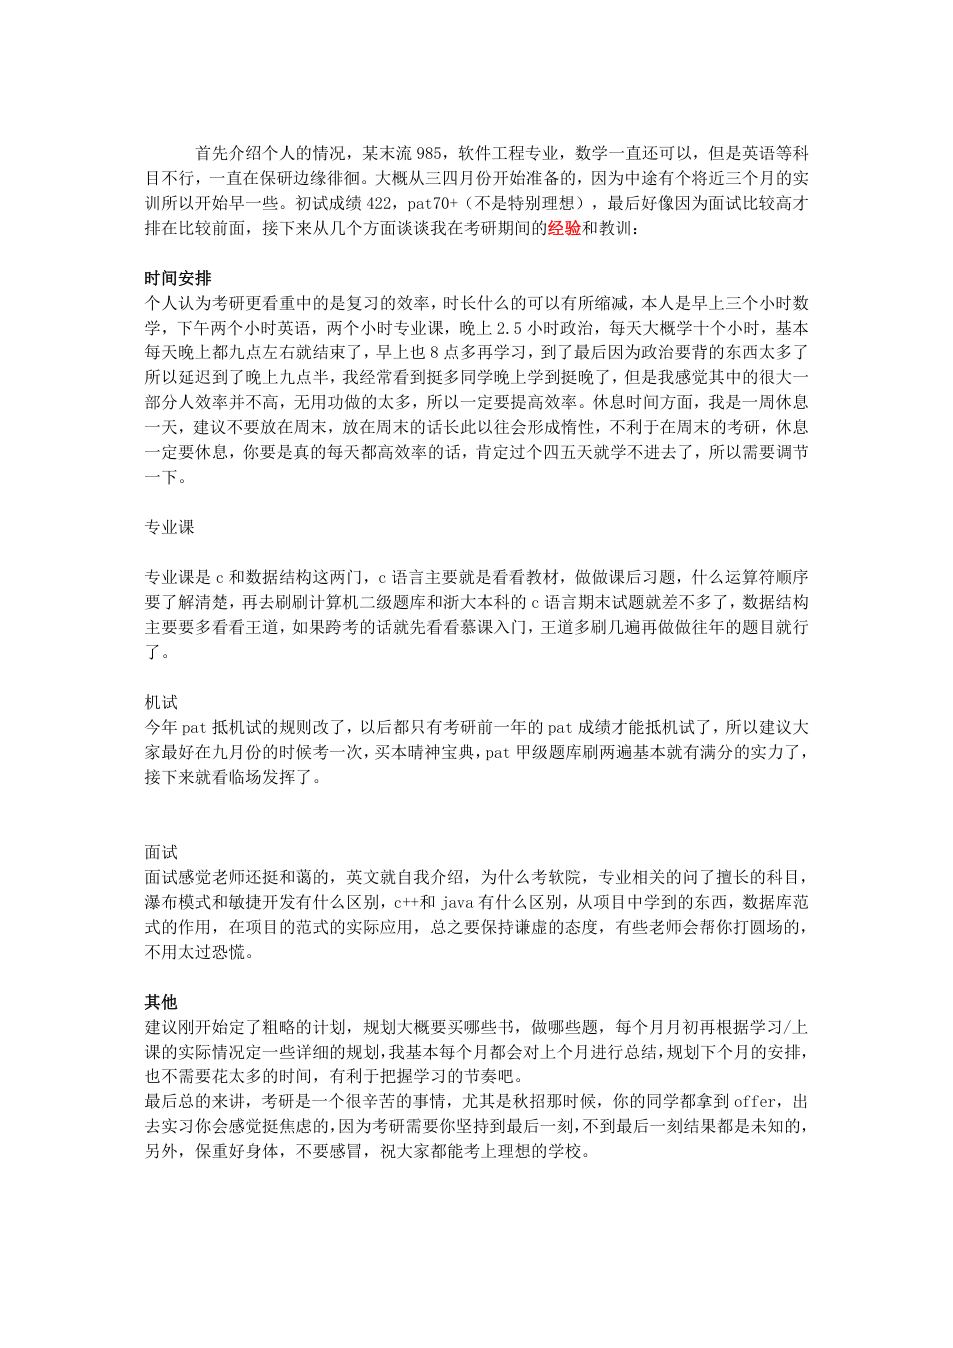 首先介绍个人的情况，某末流 985，软件工程专业，数学一直还可以，但是英语等科
目不行，一直在保研边缘徘徊。大概从三四月份开始准备的，因为中途有个将近三个月的实
训所以开始早一些。初试成绩 422，pat70+（不是特别理想），最后好像因为面试比较高才
排在比较前面，接下来从几个方面谈谈我在考研期间的经验和教训：
时间安排
个人认为考研更看重中的是复习的效率，时长什么的可以有所缩减，本人是早上三个小时数
学，下午两个小时英语，两个小时专业课，晚上 2.5 小时政治，每天大概学十个小时，基本
每天晚上都九点左右就结束了，早上也 8 点多再学习，到了最后因为政治要背的东西太多了
所以延迟到了晚上九点半，我经常看到挺多同学晚上学到挺晚了，但是我感觉其中的很大一
部分人效率并不高，无用功做的太多，所以一定要提高效率。休息时间方面，我是一周休息
一天，建议不要放在周末，放在周末的话长此以往会形成惰性，不利于在周末的考研，休息
一定要休息，你要是真的每天都高效率的话，肯定过个四五天就学不进去了，所以需要调节
一下。
专业课
专业课是 c 和数据结构这两门，c 语言主要就是看看教材，做做课后习题，什么运算符顺序
要了解清楚，再去刷刷计算机二级题库和浙大本科的 c 语言期末试题就差不多了，数据结构
主要要多看看王道，如果跨考的话就先看看慕课入门，王道多刷几遍再做做往年的题目就行
了。
机试
今年 pat 抵机试的规则改了，以后都只有考研前一年的 pat 成绩才能抵机试了，所以建议大
家最好在九月份的时候考一次，买本晴神宝典，pat 甲级题库刷两遍基本就有满分的实力了，
接下来就看临场发挥了。
面试
面试感觉老师还挺和蔼的，英文就自我介绍，为什么考软院，专业相关的问了擅长的科目，
瀑布模式和敏捷开发有什么区别，c++和 java 有什么区别，从项目中学到的东西，数据库范
式的作用，在项目的范式的实际应用，总之要保持谦虚的态度，有些老师会帮你打圆场的，
不用太过恐慌。
其他
建议刚开始定了粗略的计划，规划大概要买哪些书，做哪些题，每个月月初再根据学习/上
课的实际情况定一些详细的规划，我基本每个月都会对上个月进行总结，规划下个月的安排，
也不需要花太多的时间，有利于把握学习的节奏吧。
最后总的来讲，考研是一个很辛苦的事情，尤其是秋招那时候，你的同学都拿到 offer，出
去实习你会感觉挺焦虑的，因为考研需要你坚持到最后一刻，不到最后一刻结果都是未知的，
另外，保重好身体，不要感冒，祝大家都能考上理想的学校。